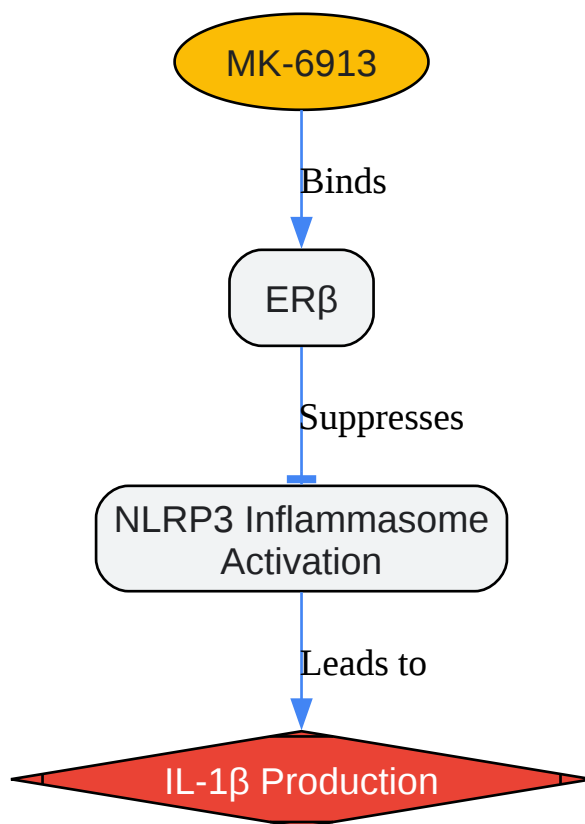 MK-6913
Binds
ERβ
Suppresses
NLRP3 Inflammasome
Activation
Leads to
IL-1β Production